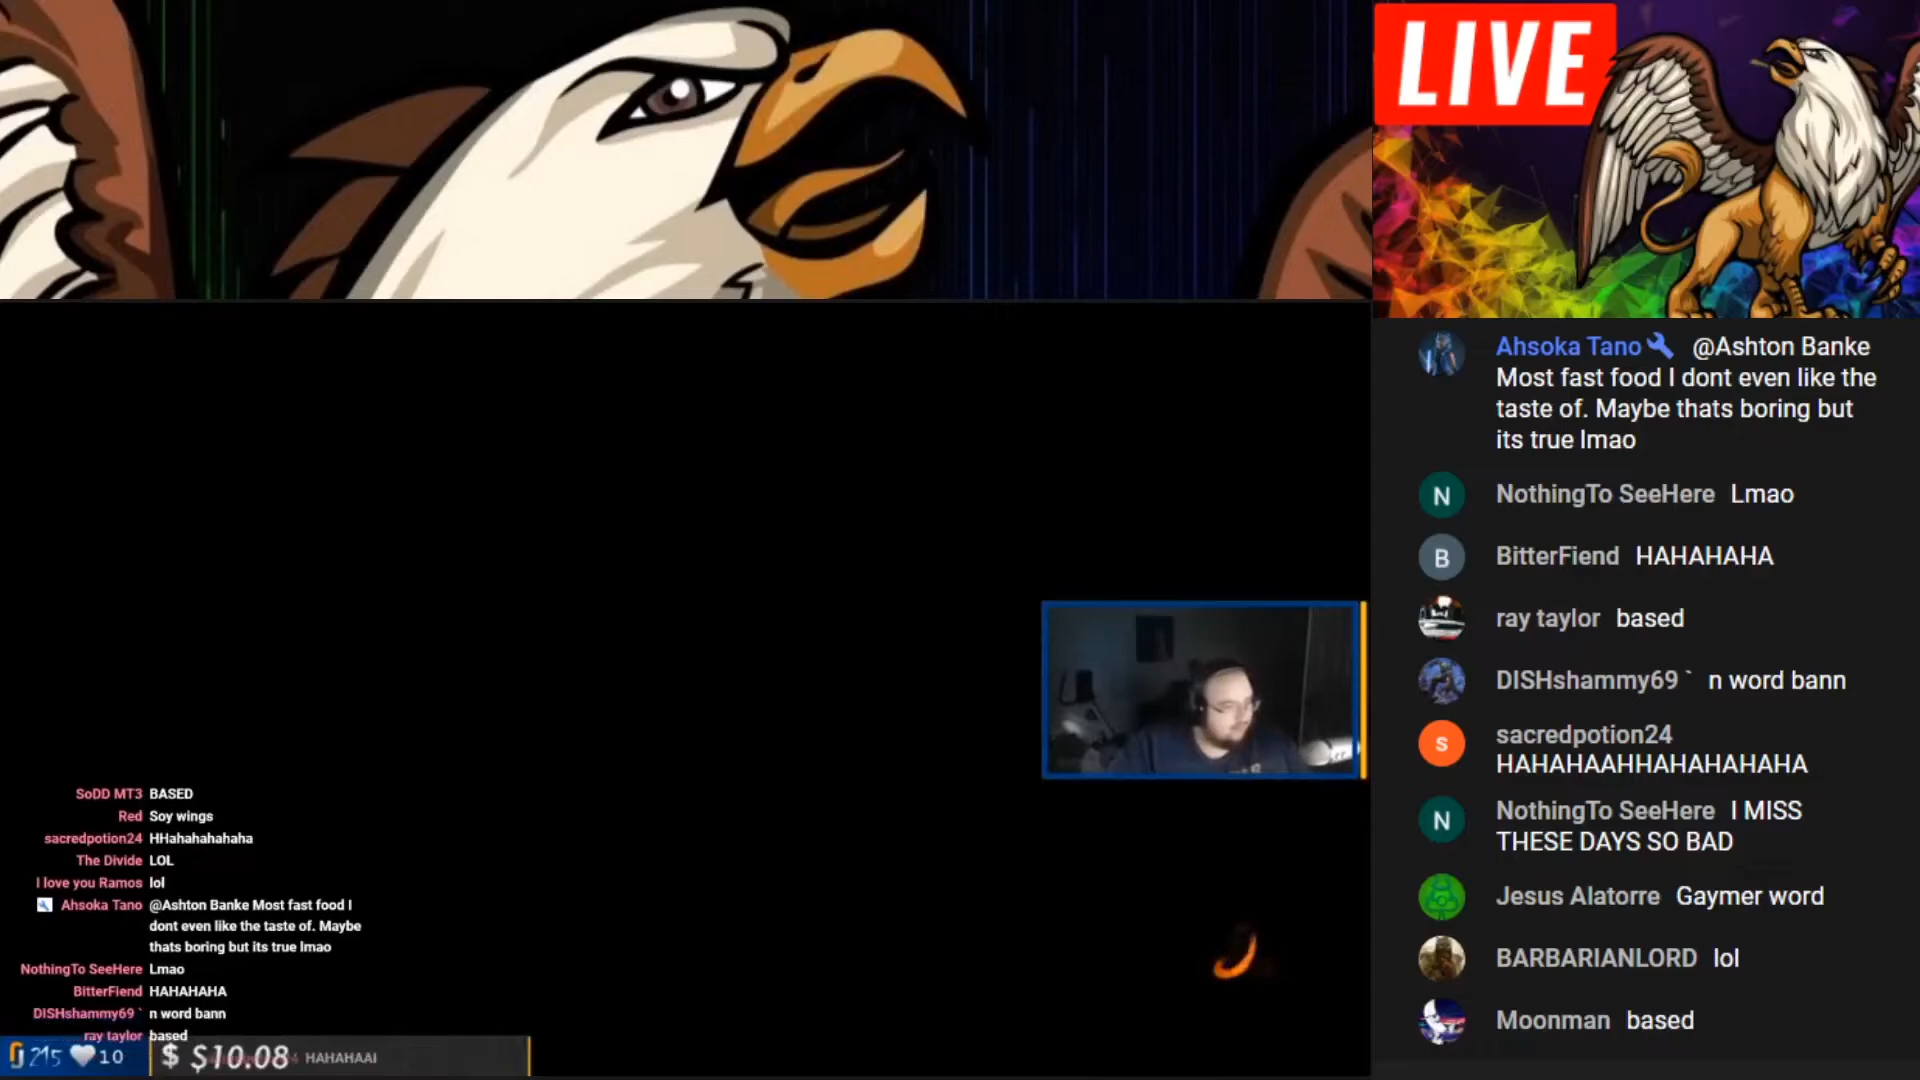 LIVE
Ahsoka Tano @Ashton Banke
Most fast food I dont even like the
taste of. Maybe thats boring but
its true lmao
N NothingTo SeeHere Lmao
B BitterFiend HAHAHAHA
ray taylor based
DISHshammy69 ` n word bann
s sacredpotion24
HAHAHAAHHAHAHAHAHA
N NothingTo SeeHere I MISS
THESE DAYS SO BAD
Jesus Alatorre Gaymer word
BARBARIANLORD lol
Moonman based
SoDD MT3 BASED
Red Soy wings
sacredpotion24 HHahahahahaha
The Divide LOL
I love you Ramos lol
Ahsoka Tano @Ashton Banke Most fast food I
dont even like the taste of. Maybe
thats boring but its true lmao
NothingTo SeeHere Lmao
BitterFiend HAHAHAHA
DISHshammy69 ` n word bann
ray taylor based
215 10 $ $10.08 HAHAHAAI